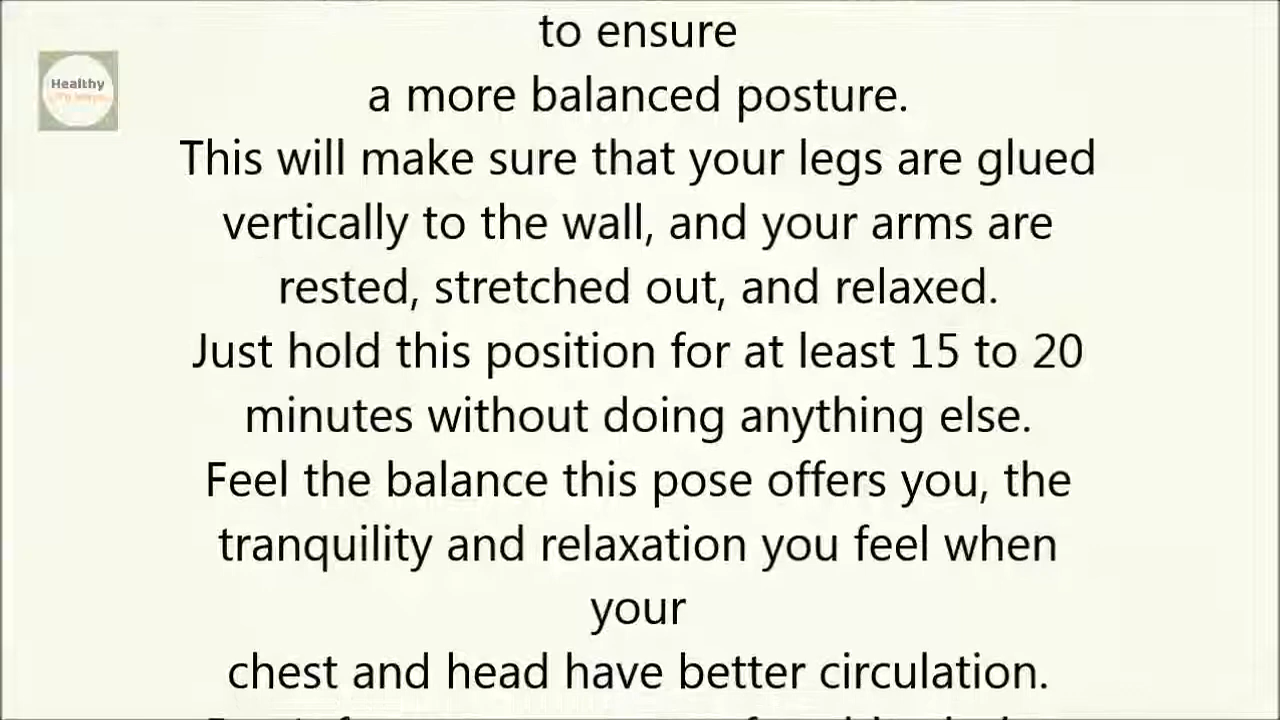 to ensure
Healthy
a more balanced posture.
This will make sure that your legs are glued
vertically to the wall, and your arms are
rested, stretched out, and relaxed.
Just hold this position for at least 15 to 20
minutes without doing anything else.
Feel the balance this pose offers you, the
tranquility and relaxation you feel when
your
chest and head have better circulation.